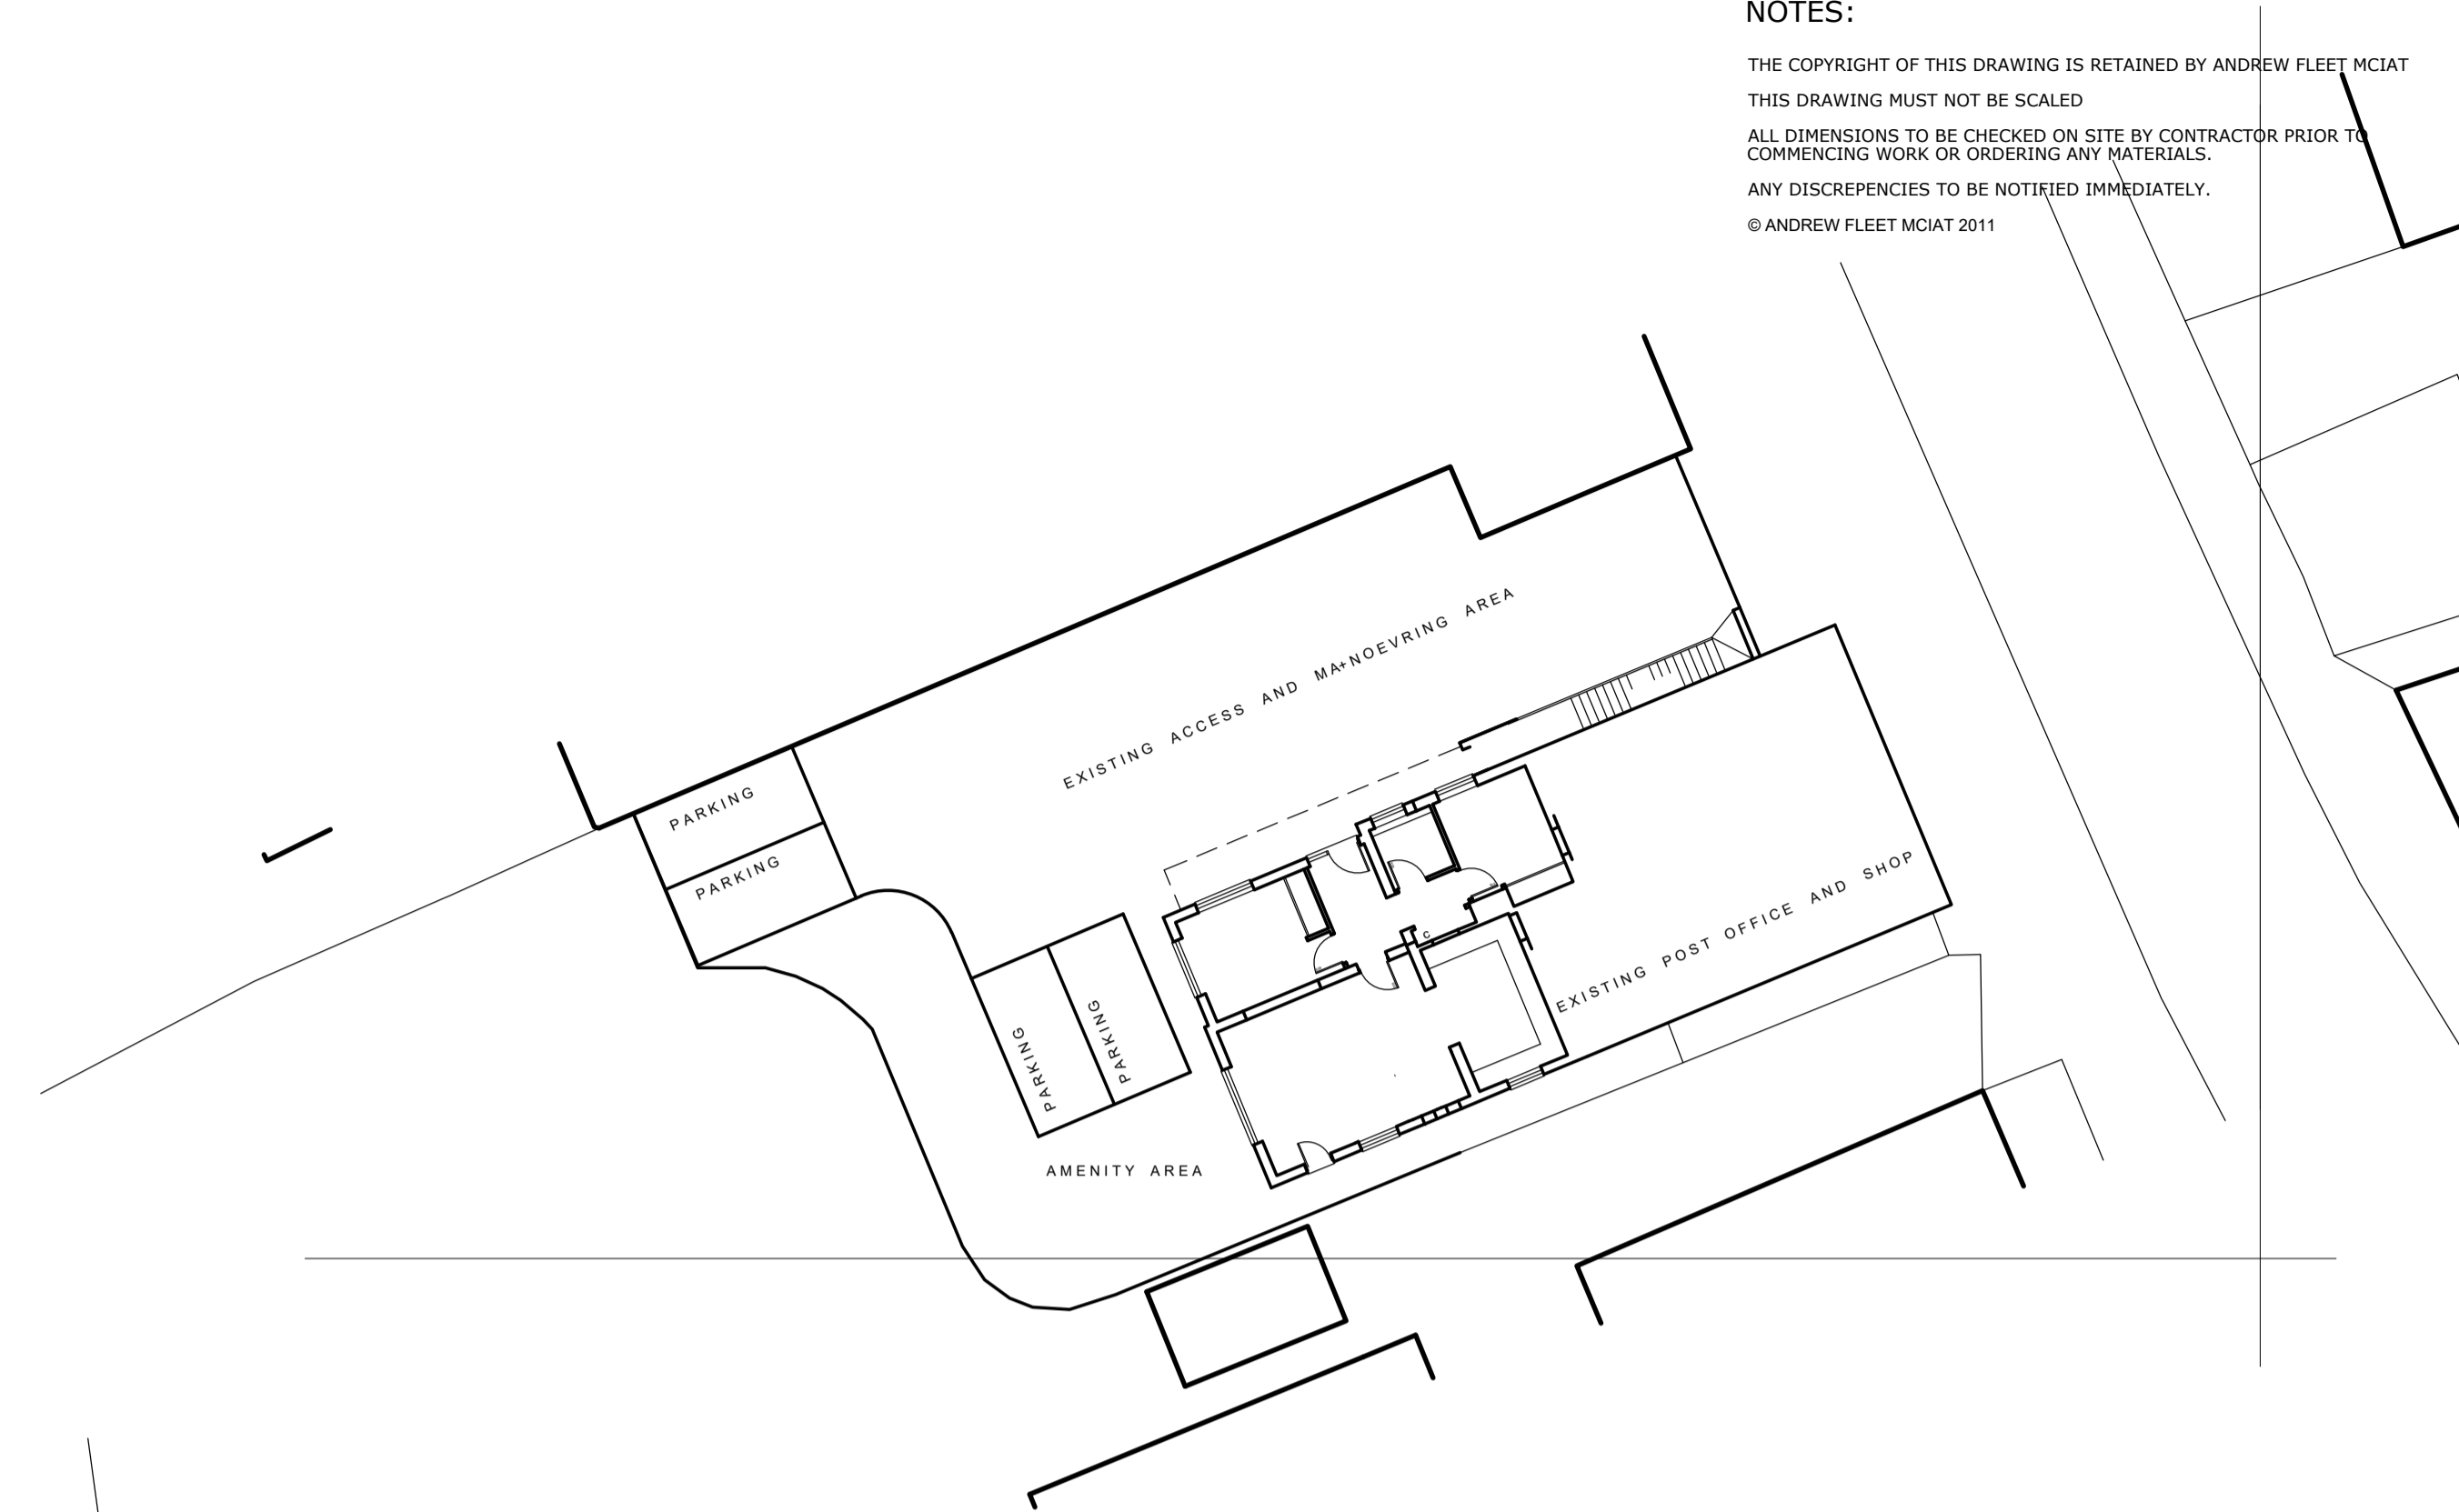 NOTES:
THE COPYRIGHT OF THIS DRAWING IS RETAINED BY ANDREW FLEET MCIAT
THIS DRAWING MUST NOT BE SCALED
ALL DIMENSIONS TO BE CHECKED ON SITE BY CONTRACTOR PRIOR TO
COMMENCING WORK OR ORDERING ANY MATERIALS.
ANY DISCREPENCIES TO BE NOTIFIED IMMEDIATELY.
© ANDREW FLEET MCIAT 2011
EXISTING ACCESS AND MA+NOEVRING AREA
PARKING
PARKING
EXISTING POST OFFICE AND SHOP
C
PARKING
PARKING
AMENITY AREA